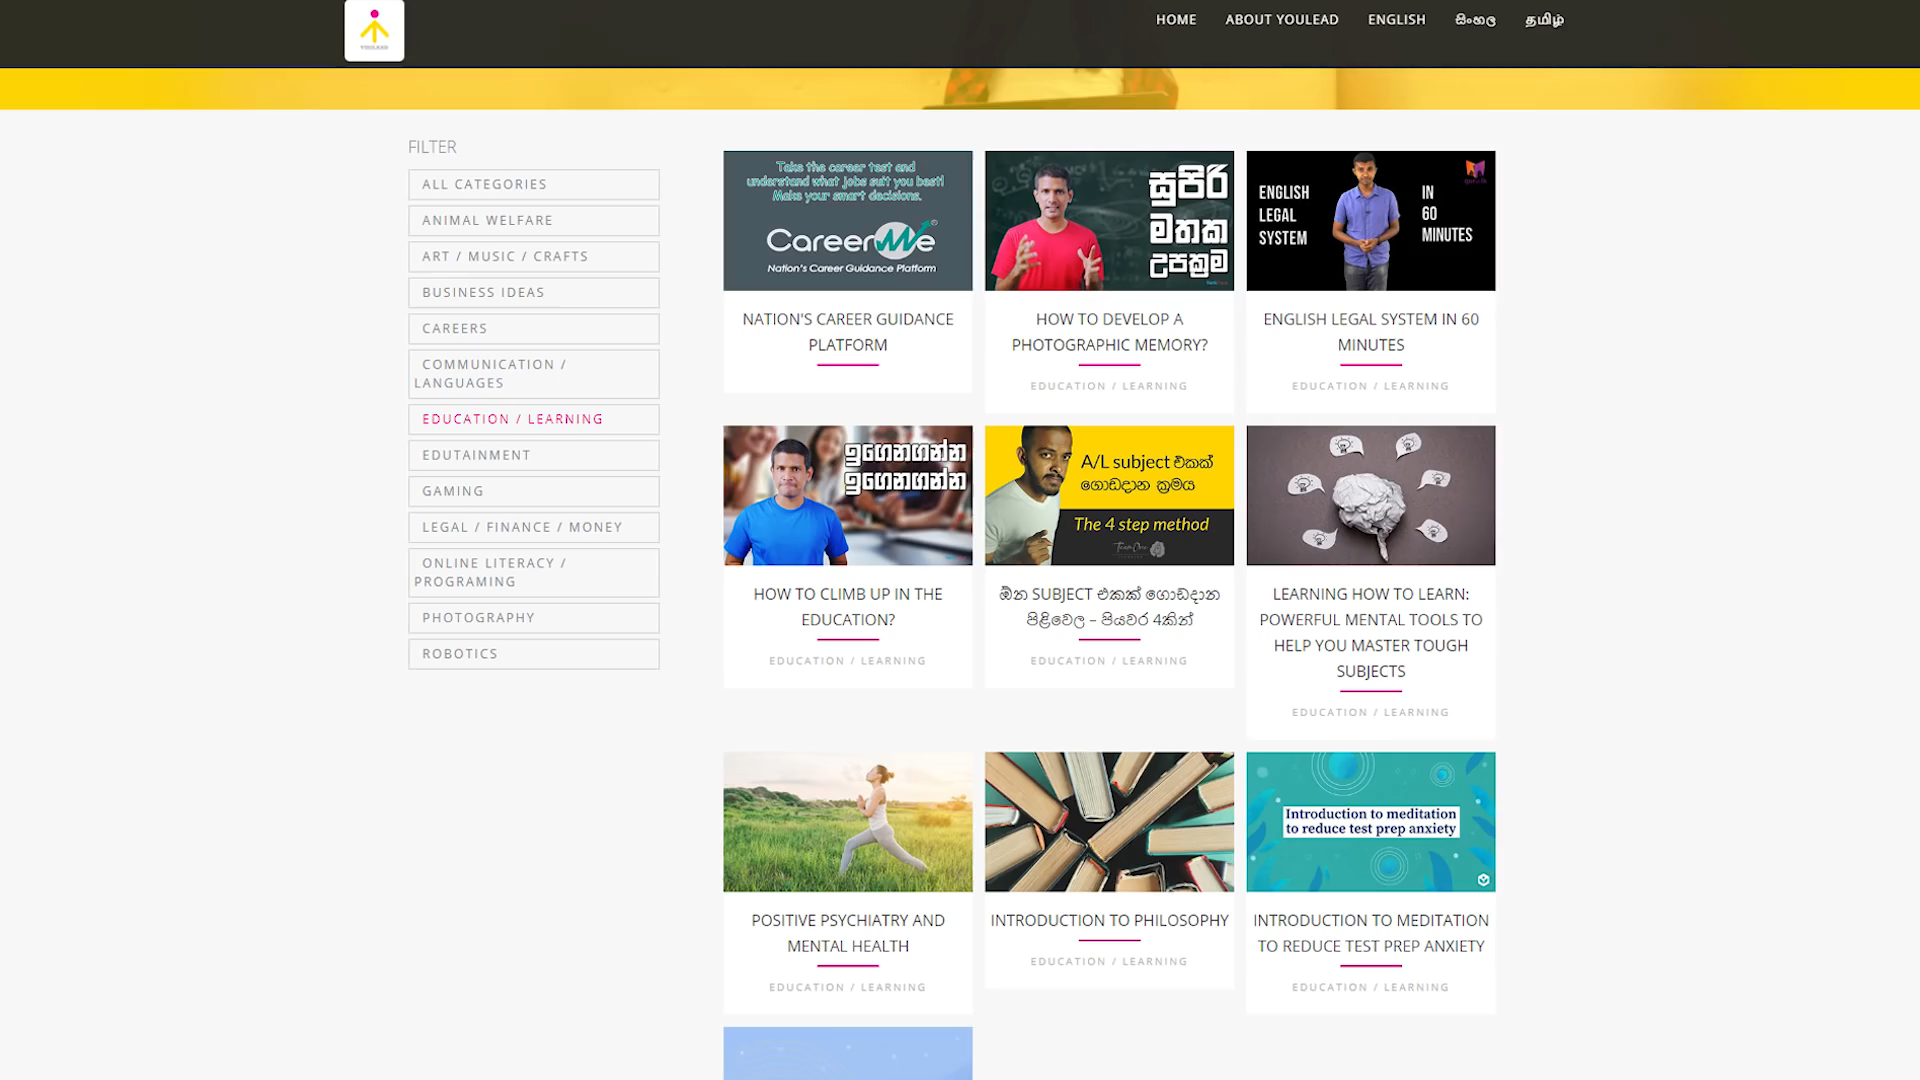 YOULEAD
HOME
ABOUT YOULEAD
ENGLISH
සිංහල
தமிழ்
FILTER
ALL CATEGORIES
ANIMAL WELFARE
ART / MUSIC / CRAFTS
BUSINESS IDEAS
CAREERS
COMMUNICATION /
LANGUAGES
EDUCATION / LEARNING
EDUTAINMENT
GAMING
LEGAL / FINANCE / MONEY
ONLINE LITERACY /
PROGRAMING
PHOTOGRAPHY
ROBOTICS
Take the career test and
understand what jobs suit you best!
Make your smart decisions.
CareerMe
Nation's Career Guidance Platform
NATION'S CAREER GUIDANCE
PLATFORM
සුපිරි
මතක
උපක්‍රම
HOW TO DEVELOP A
PHOTOGRAPHIC MEMORY?
EDUCATION / LEARNING
ENGLISH
LEGAL
SYSTEM
IN
60
MINUTES
ENGLISH LEGAL SYSTEM IN 60
MINUTES
EDUCATION / LEARNING
ඉගෙනගන්න
ඉගෙනගන්න
HOW TO CLIMB UP IN THE
EDUCATION?
EDUCATION / LEARNING
A/L subject එකක්
ගොඩදාන ක්‍රමය
The 4 step method
ඕන SUBJECT එකක් ගොඩදාන
පිළිවෙල – පියවර 4කින්
EDUCATION / LEARNING
LEARNING HOW TO LEARN:
POWERFUL MENTAL TOOLS TO
HELP YOU MASTER TOUGH
SUBJECTS
EDUCATION / LEARNING
POSITIVE PSYCHIATRY AND
MENTAL HEALTH
EDUCATION / LEARNING
INTRODUCTION TO PHILOSOPHY
EDUCATION / LEARNING
Introduction to meditation
to reduce test prep anxiety
INTRODUCTION TO MEDITATION
TO REDUCE TEST PREP ANXIETY
EDUCATION / LEARNING